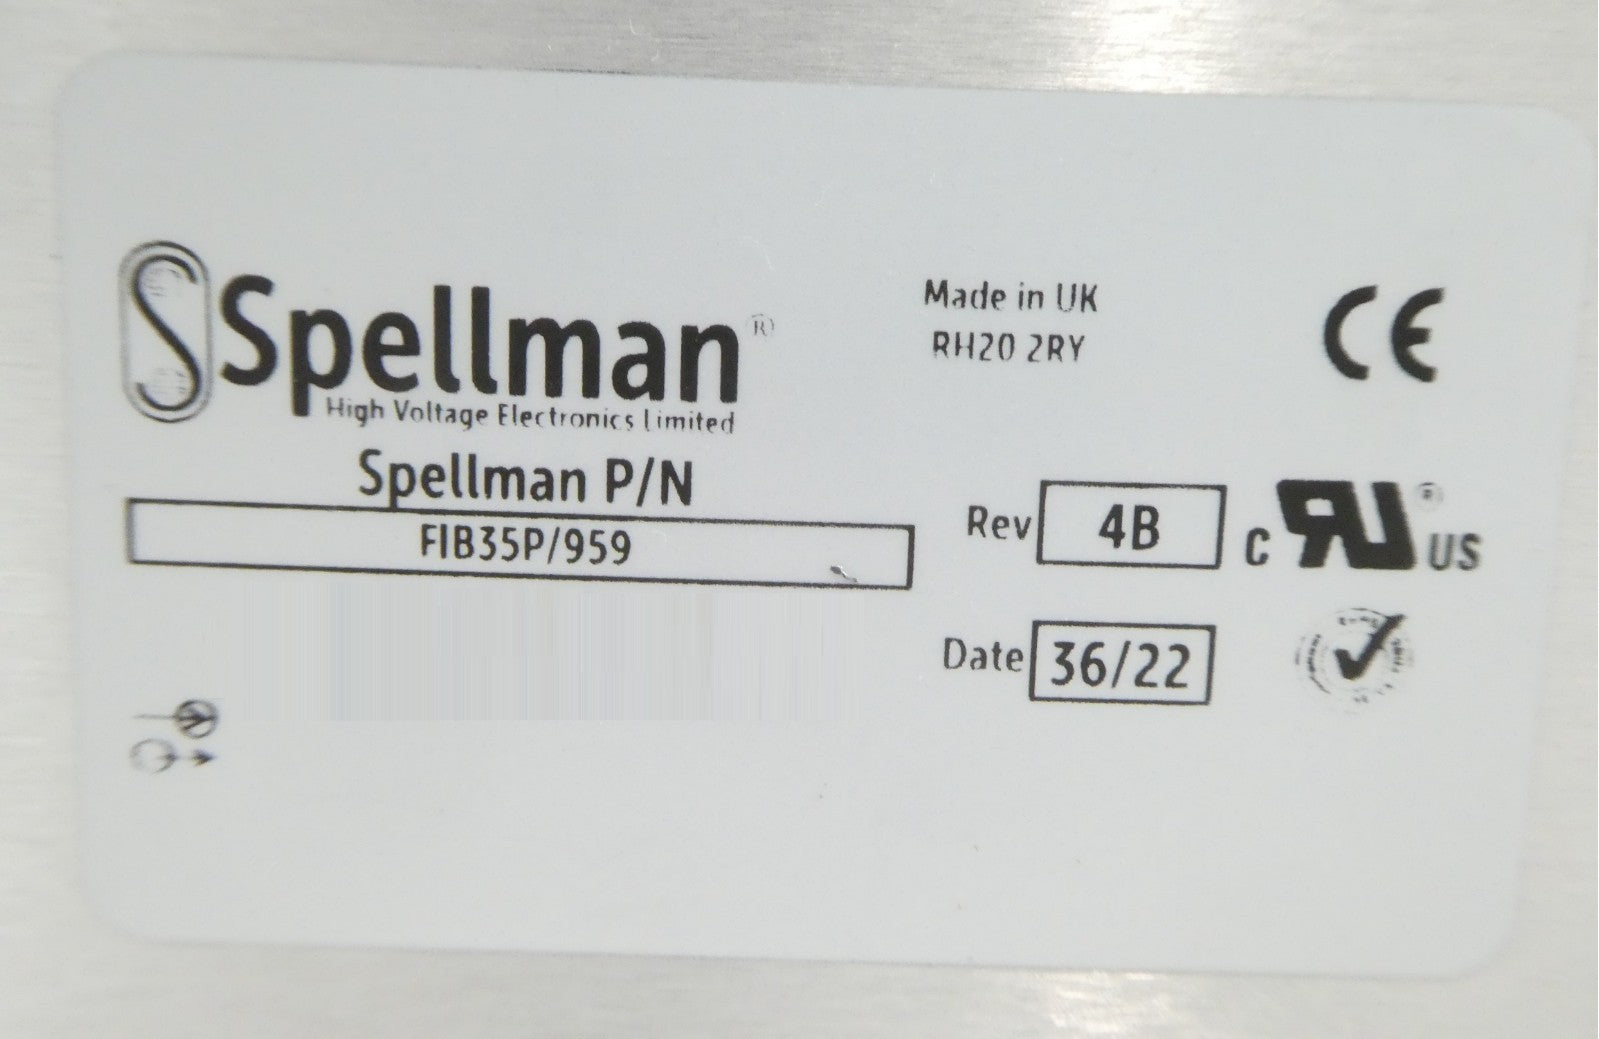 Spellman®
High Voltage Electronics Limited
Made in UK
RH20 2RY
CE
Spellman P/N
FIB35P/959
Rev 4B
C RU® US
Date 36/22